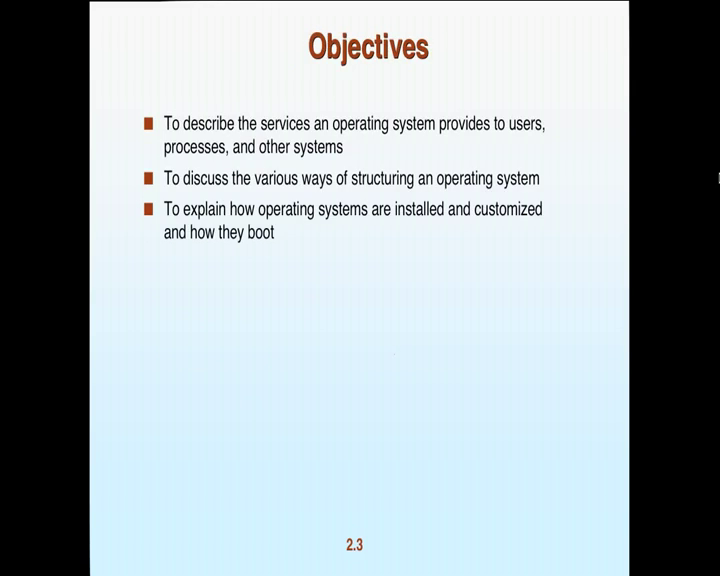 Objectives
To describe the services an operating system provides to users,
processes, and other systems
To discuss the various ways of structuring an operating system
To explain how operating systems are installed and customized
and how they boot
2.3